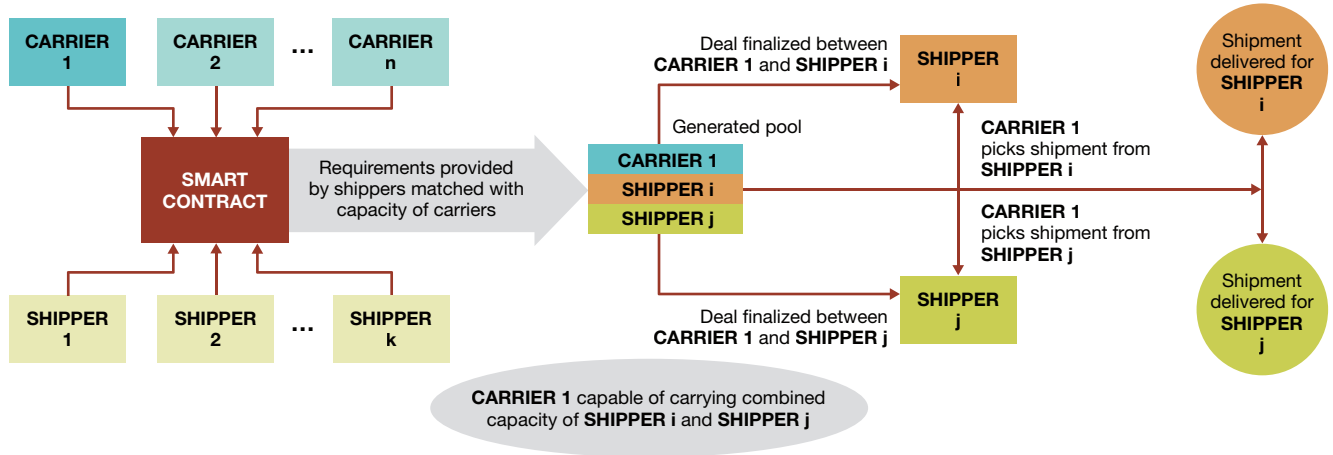 CARRIER
1
CARRIER
2
...
CARRIER
n
SMART
CONTRACT
SHIPPER
1
SHIPPER
2
...
SHIPPER
k
Requirements provided
by shippers matched with
capacity of carriers
Deal finalized between
CARRIER 1 and SHIPPER i
Generated pool
CARRIER 1
SHIPPER i
SHIPPER j
Deal finalized between
CARRIER 1 and SHIPPER j
SHIPPER
i
CARRIER 1
picks shipment from
SHIPPER i
CARRIER 1
picks shipment from
SHIPPER j
SHIPPER
j
Shipment
delivered for
SHIPPER
i
Shipment
delivered for
SHIPPER
j
CARRIER 1 capable of carrying combined
capacity of SHIPPER i and SHIPPER j